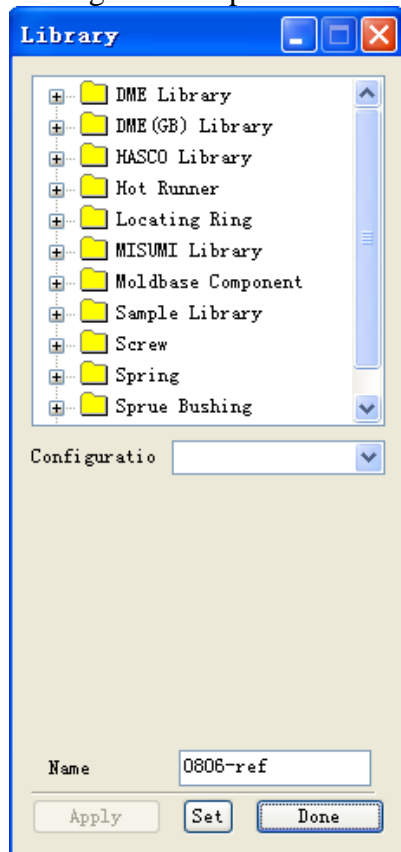 Library
DME Library
DME(GB) Library
HASCO Library
Hot Runner
Locating Ring
MISUMI Library
Moldbase Component
Sample Library
Screw
Spring
Sprue Bushing
Configuratio
Name 0806-ref
Apply Set Done